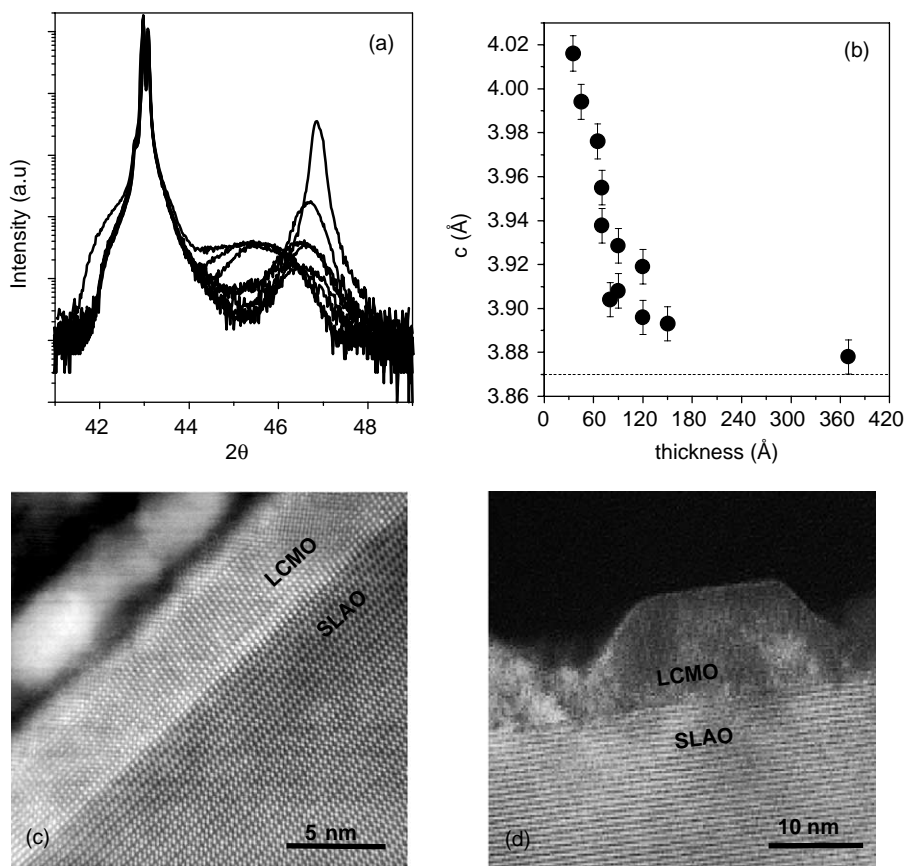 (a)
Intensity (a.u)
42 44 46 48
2θ
(b)
4.02
4.00
3.98
3.96
3.94
3.92
3.90
3.88
3.86
c (Å)
0 60 120 180 240 300 360 420
thickness (Å)
LCMO
SLAO
(c)
5 nm
LCMO
SLAO
(d)
10 nm